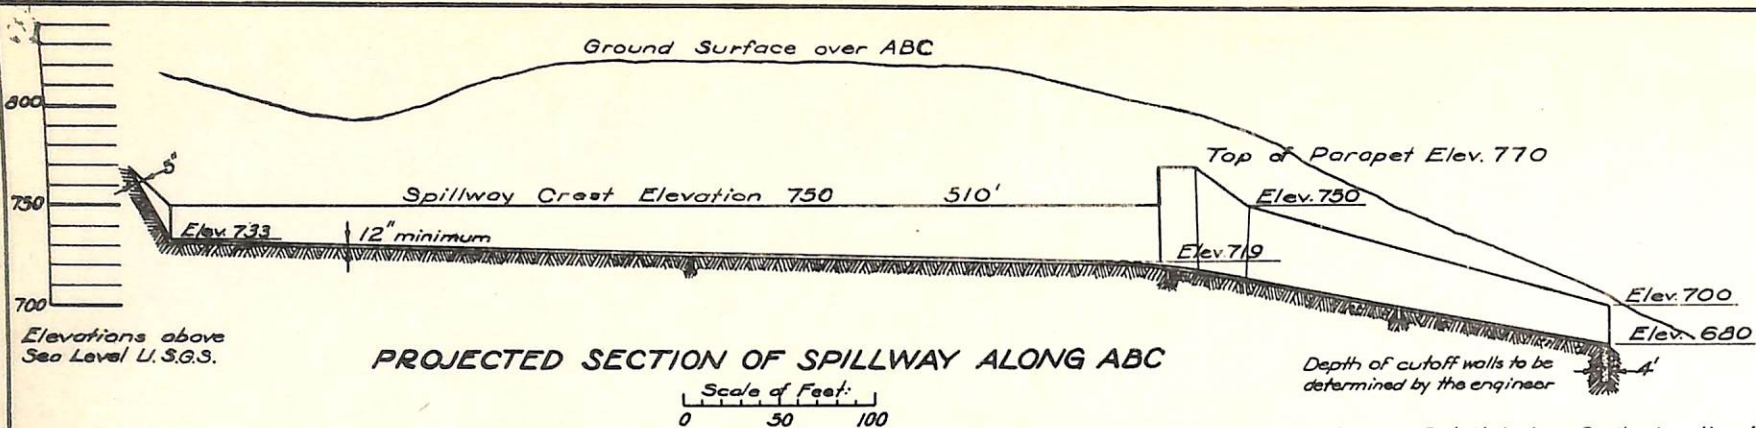 Ground Surface over ABC
800
5"
Top of Parapet Elev. 770
750
Spillway Crest Elevation 750 510'
Elev. 750
Elev. 733
12" minimum
Elev. 719
700
Elev. 700
Elevations above
Sea Level U.S.G.S.
Elev. 680
PROJECTED SECTION OF SPILLWAY ALONG ABC
Depth of cutoff walls to be
determined by the engineer
4'
Scale of Feet:
0 50 100